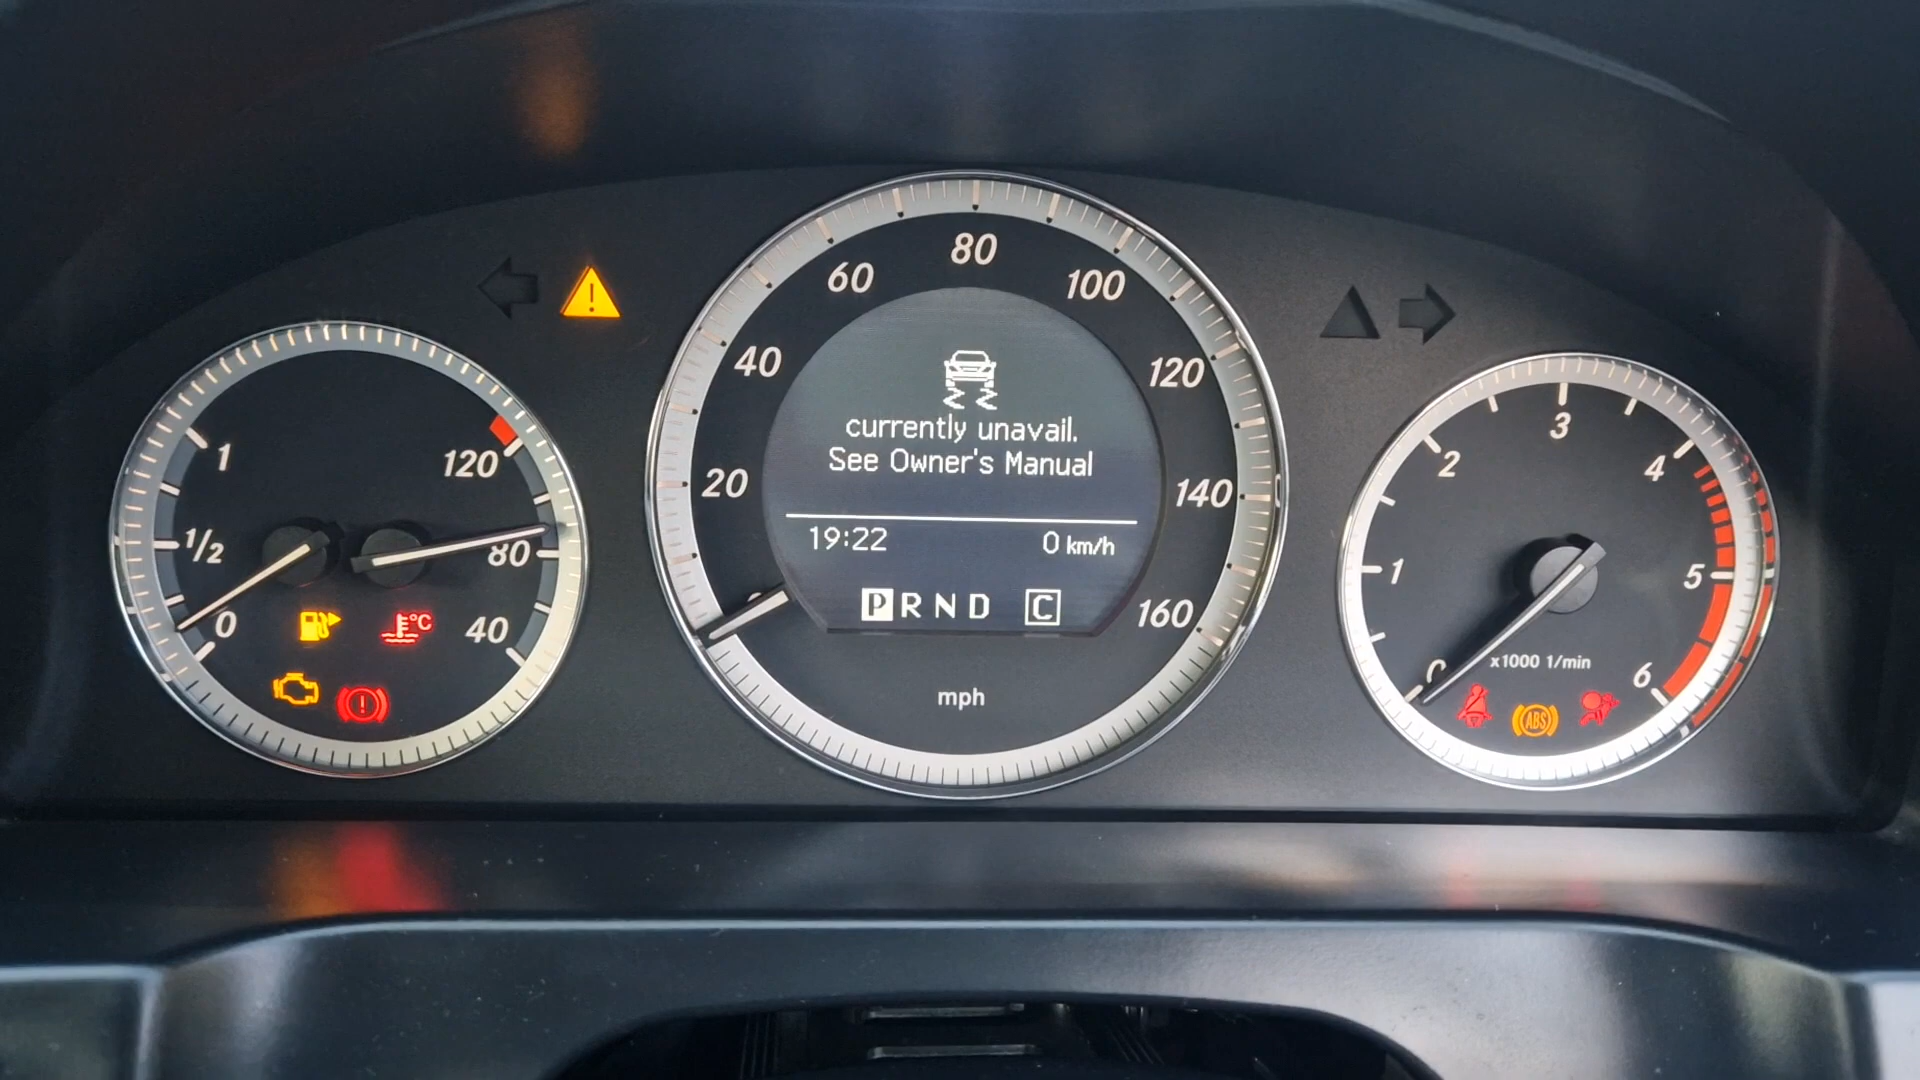 1
1/2
0
120
80
40
°C
0
20
40
60
80
100
120
140
160
currently unavail.
See Owner's Manual
19:22 0 km/h
P R N D C
mph
0
1
2
3
4
5
6
x1000 1/min
ABS